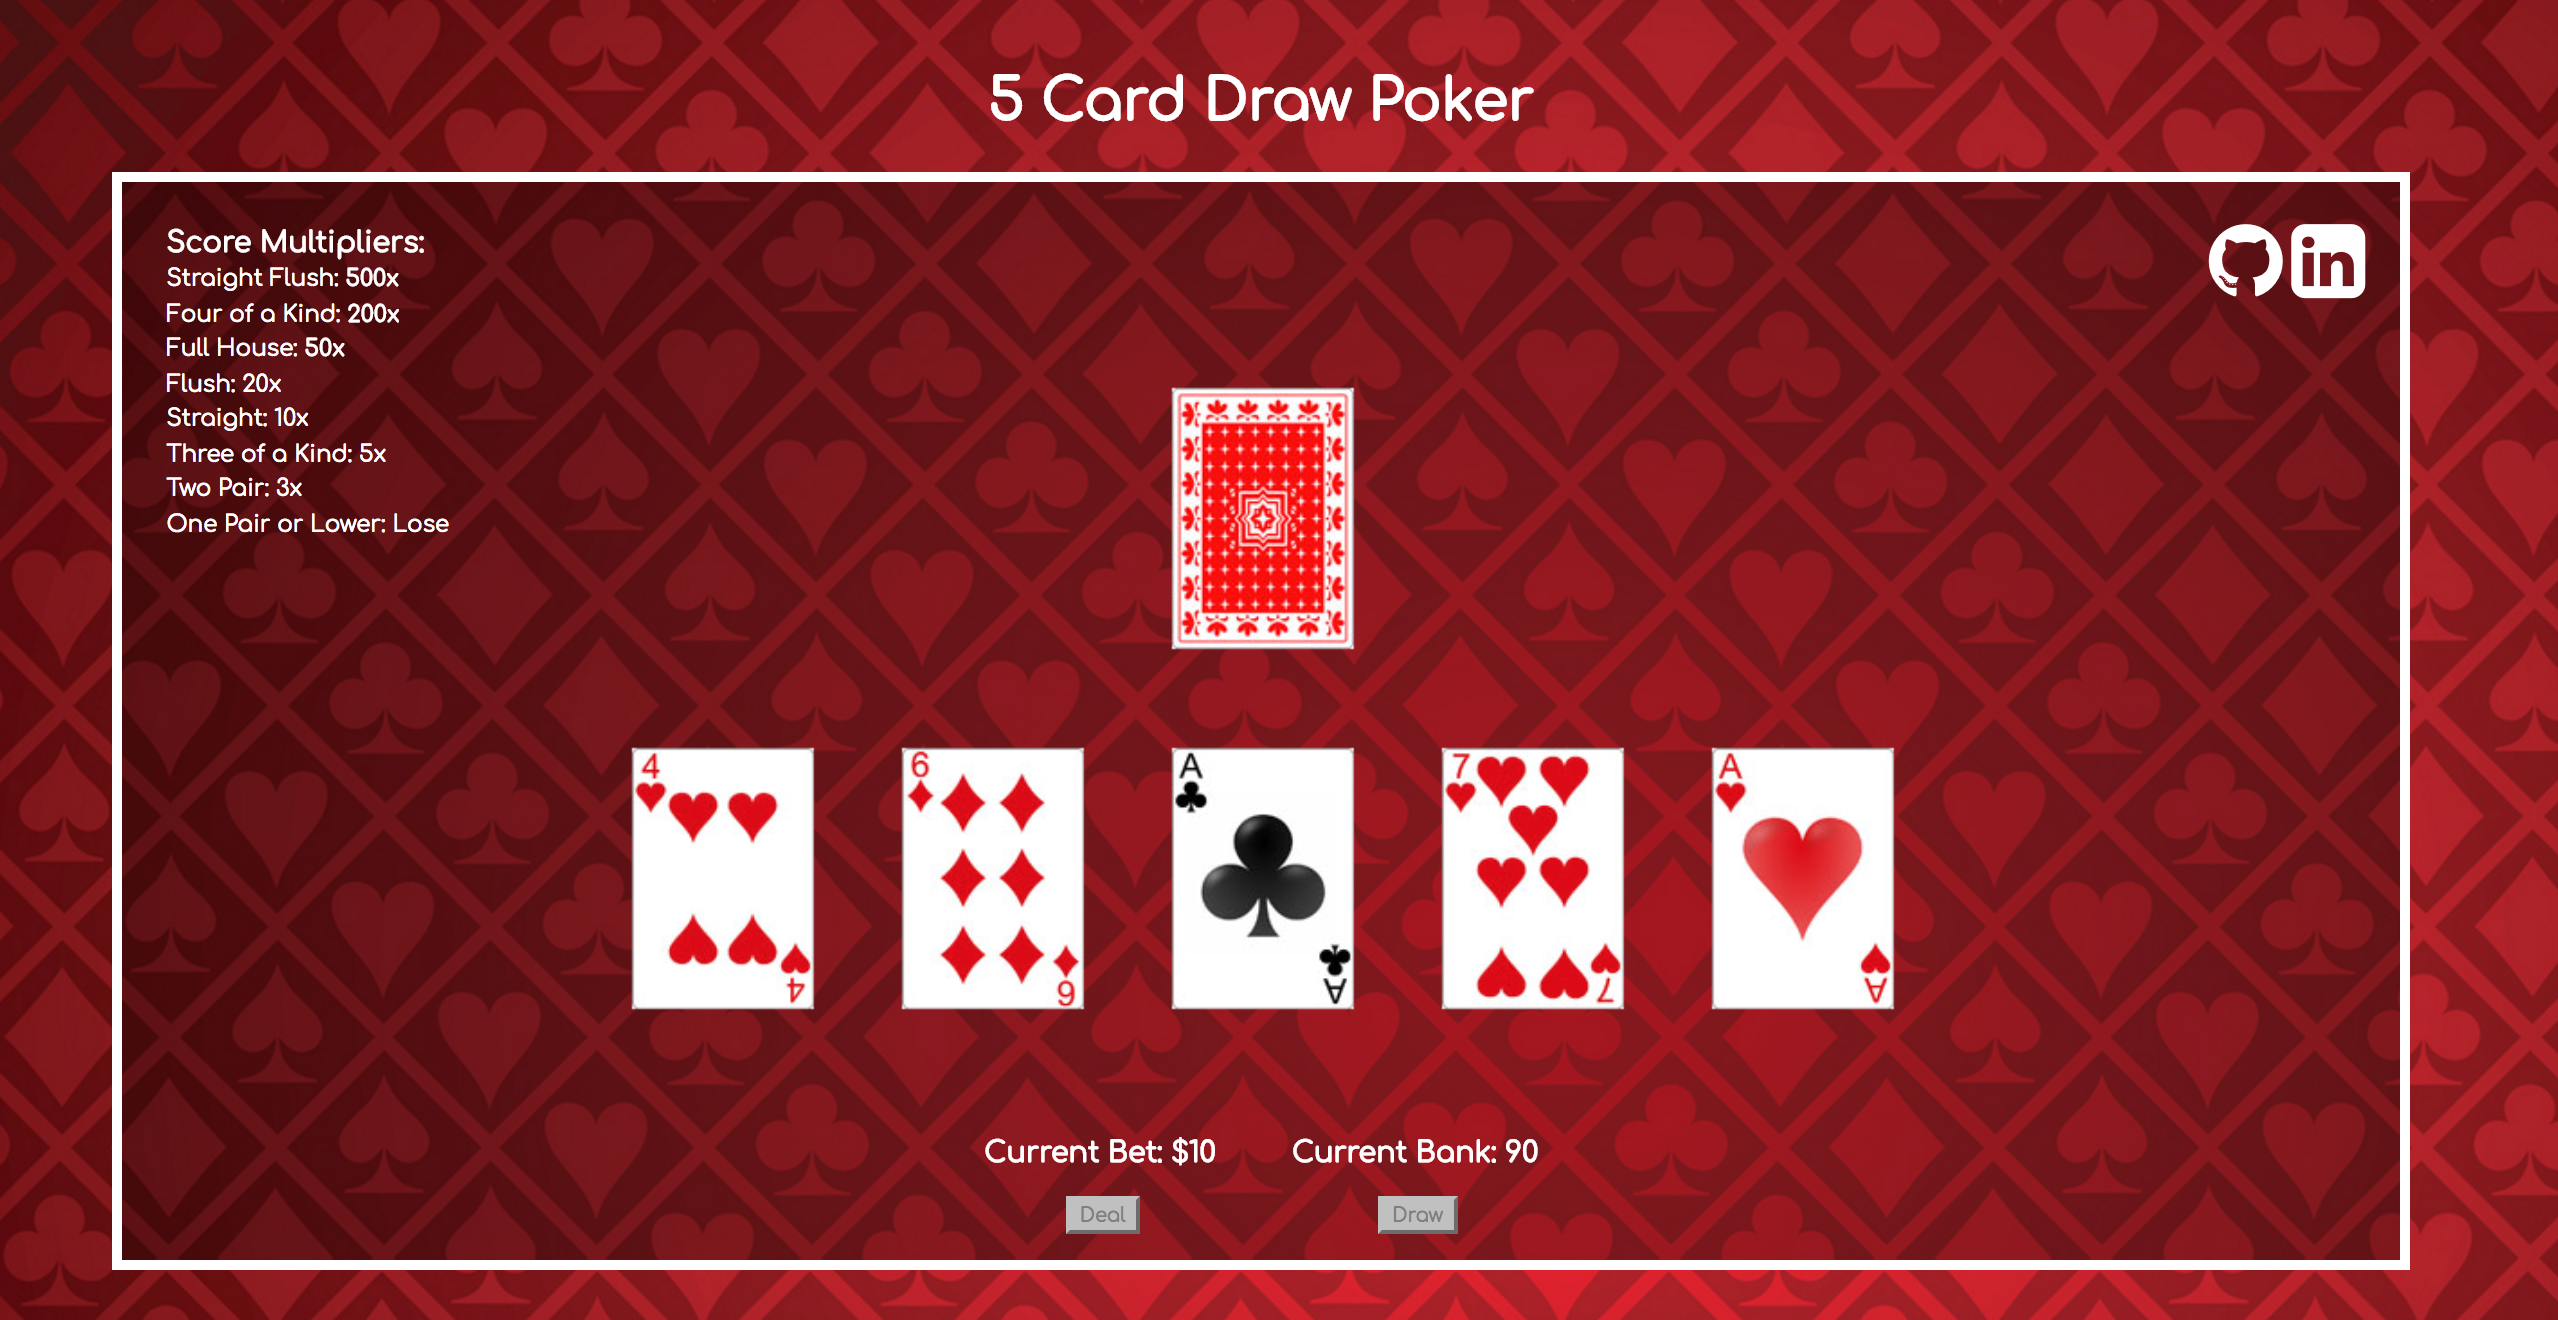 5 Card Draw Poker
Score Multipliers:
Straight Flush: 500x
Four of a Kind: 200x
Full House: 50x
Flush: 20x
Straight: 10x
Three of a Kind: 5x
Two Pair: 3x
One Pair or Lower: Lose
in
4 6 A 7 A
4 6 A 7 A
Current Bet: $10 Current Bank: 90
Deal Draw